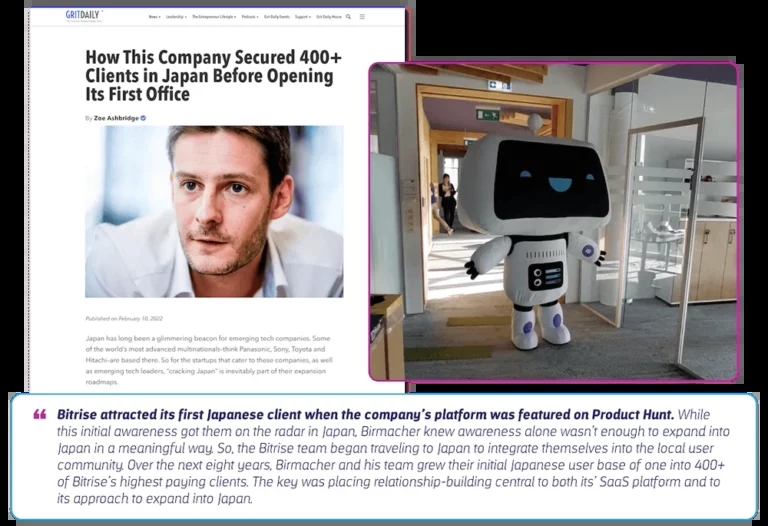 GRITDAILY
News Leadership The Entrepreneur Lifestyle Podcasts Grit Daily Events Support Grit Daily House
How This Company Secured 400+
Clients in Japan Before Opening
Its First Office
By Zoe Ashbridge
Published on February 10, 2022
Japan has long been a glimmering beacon for emerging tech companies. Some
of the world's most advanced multinationals–think Panasonic, Sony, Toyota and
Hitachi–are based there. So for the startups that cater to these companies, as well
as emerging tech leaders, "cracking Japan" is inevitably part of their expansion
roadmaps.
❝ Bitrise attracted its first Japanese client when the company's platform was featured on Product Hunt. While
this initial awareness got them on the radar in Japan, Birmacher knew awareness alone wasn't enough to expand into
Japan in a meaningful way. So, the Bitrise team began traveling to Japan to integrate themselves into the local user
community. Over the next eight years, Birmacher and his team grew their initial Japanese user base of one into 400+
of Bitrise's highest paying clients. The key was placing relationship-building central to both its' SaaS platform and to
its approach to expand into Japan.